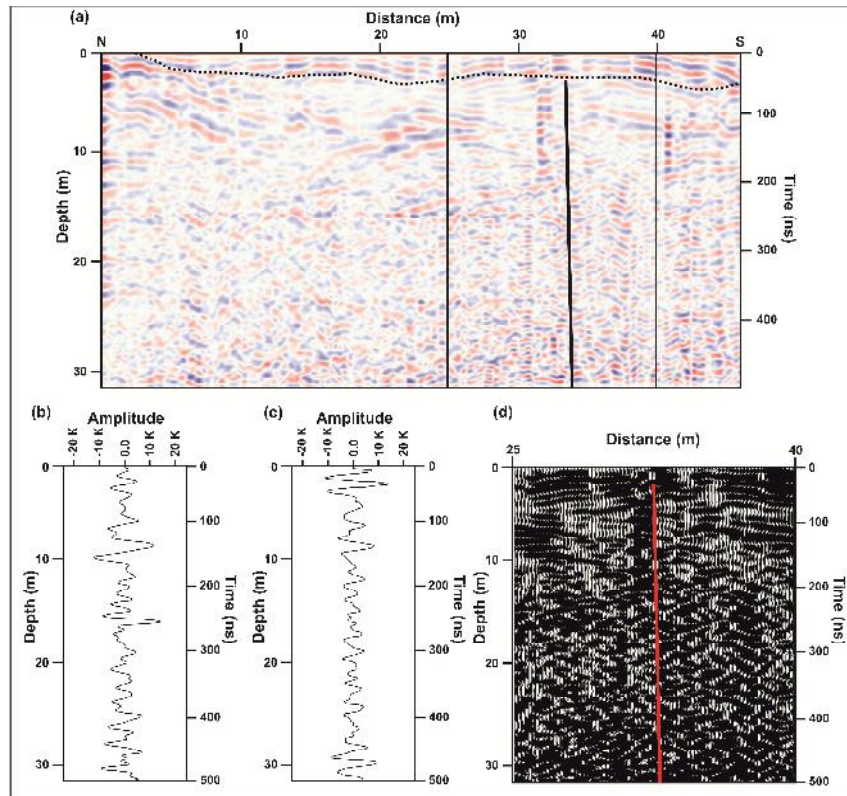 (a) Distance (m)
N 10 20 30 40 S
0 0
10 100
20 200
30 300
400
Depth (m)
Time (ns)
(b) Amplitude
-20 K -10 K 0.0 10 K 20 K
0 0
10 100
20 200
30 300
400
500
Depth (m)
Time (ns)
(c) Amplitude
-20 K -10 K 0.0 10 K 20 K
0 0
10 100
20 200
30 300
400
500
Depth (m)
Time (ns)
(d)
25 Distance (m) 40
0 0
10 100
20 200
30 300
400
500
Depth (m)
Time (ns)